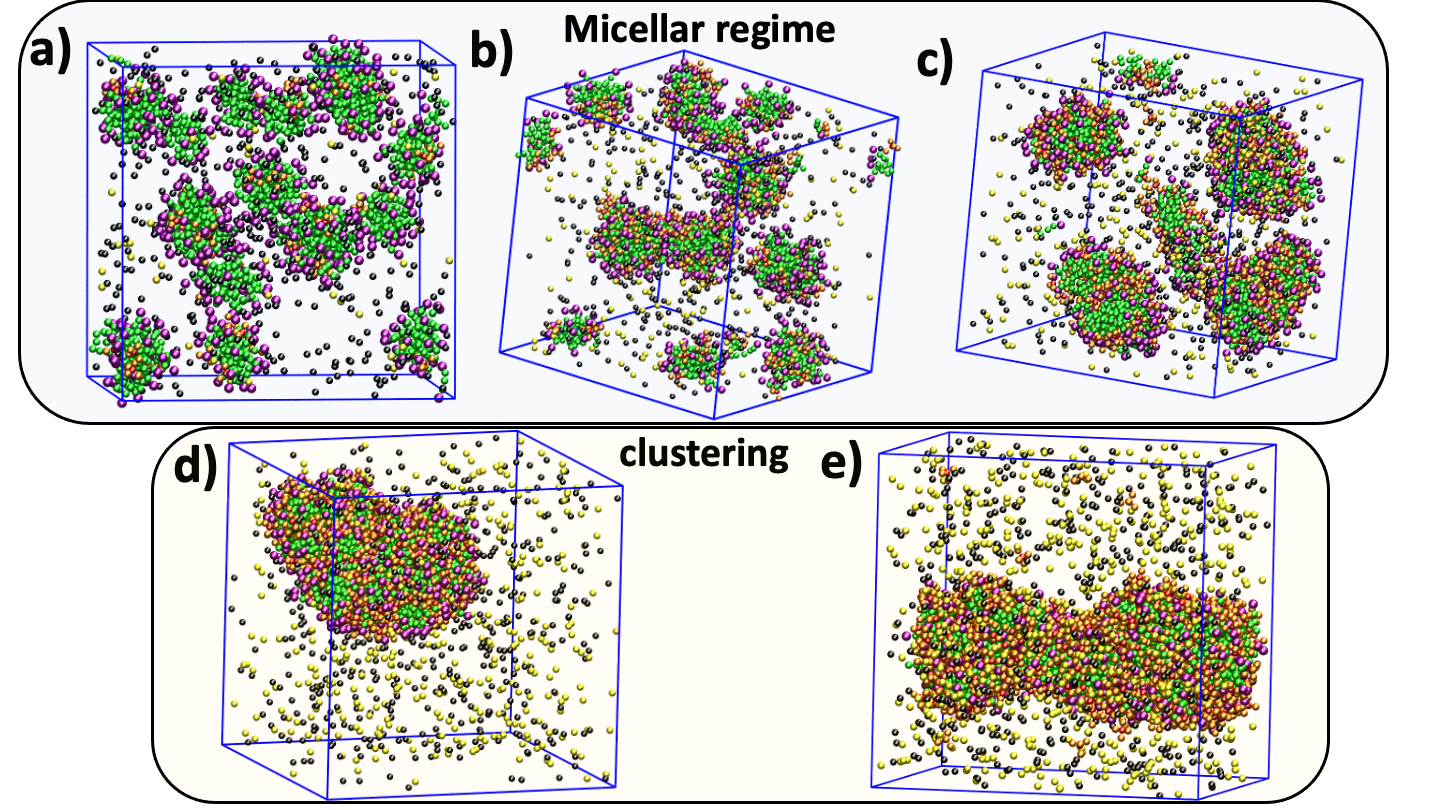 Micellar regime
a)
b)
c)
clustering
d)
e)